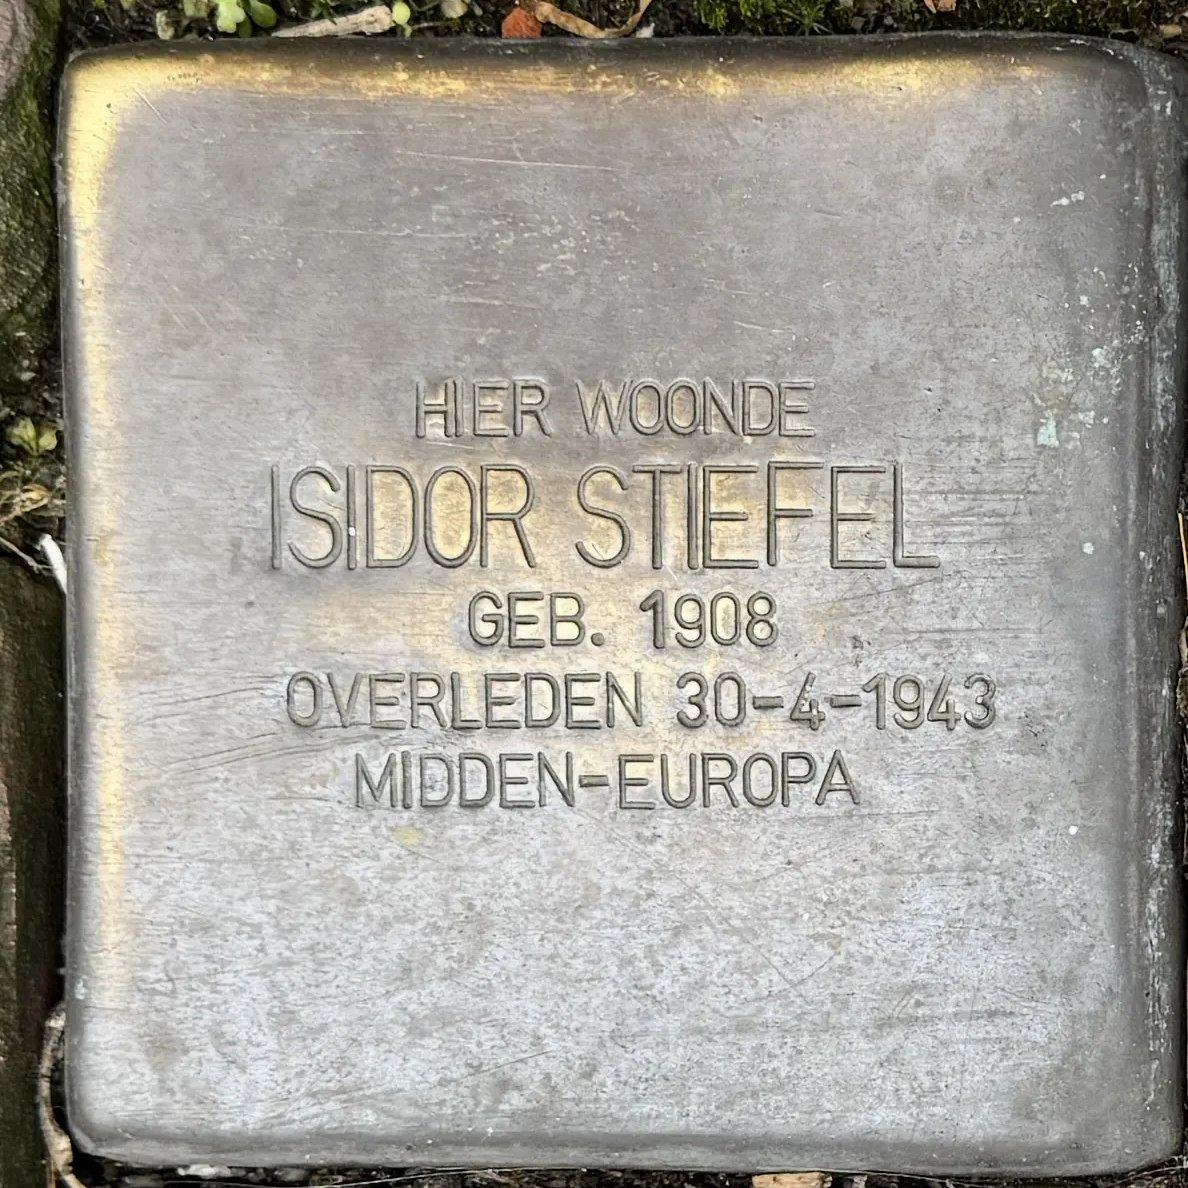 HIER WOONDE
ISIDOR STIEFEL
GEB. 1908
OVERLEDEN 30-4-1943
MIDDEN-EUROPA